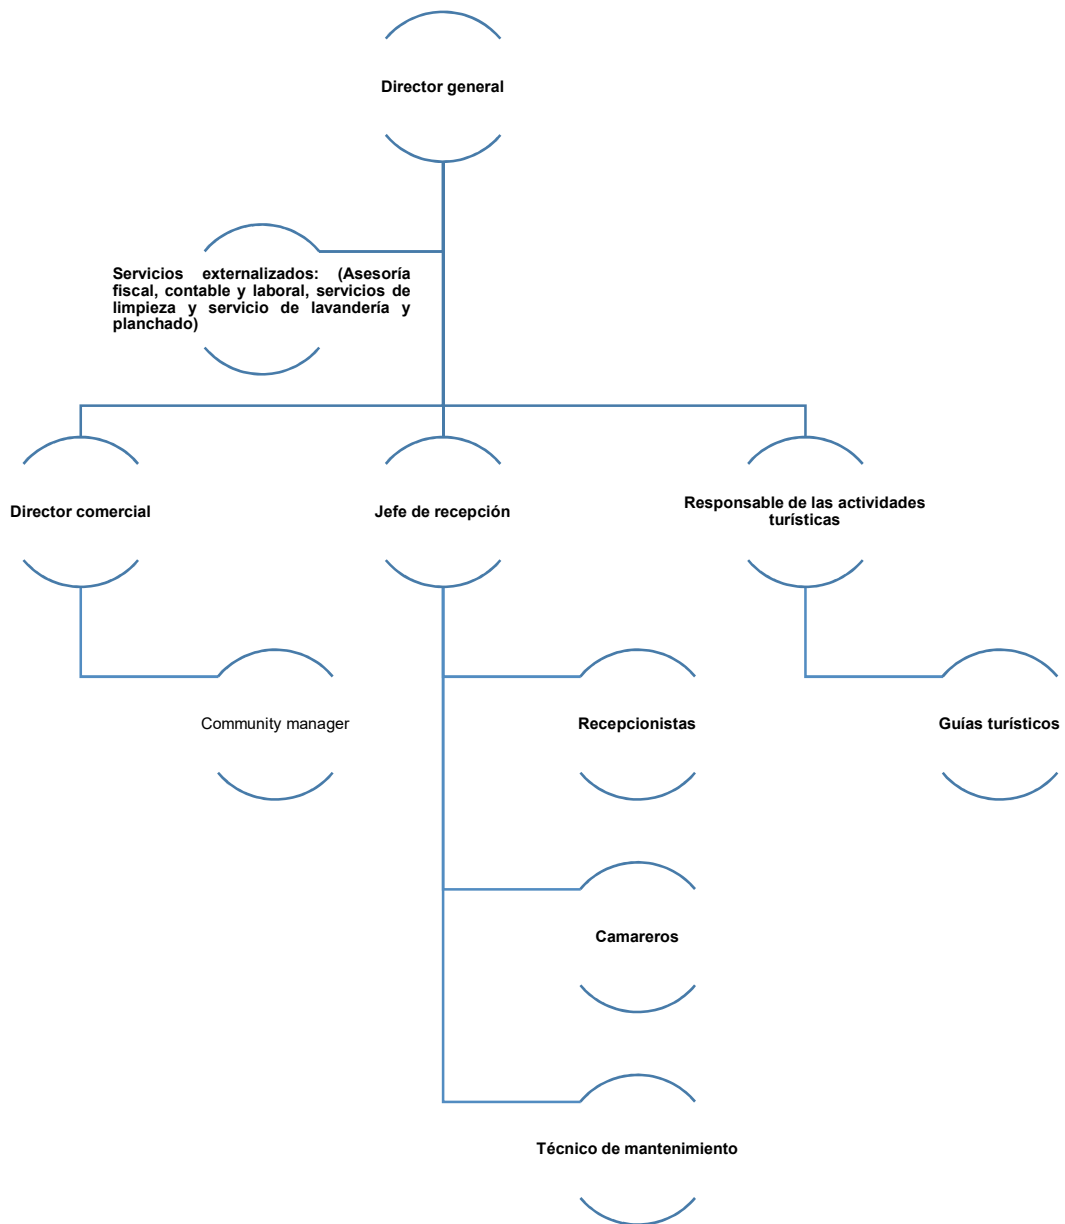 Director general
Servicios externalizados: (Asesoría
fiscal, contable y laboral, servicios de
limpieza y servicio de lavandería y
planchado)
Director comercial
Jefe de recepción
Responsable de las actividades
turísticas
Community manager
Recepcionistas
Guías turísticos
Camareros
Técnico de mantenimiento